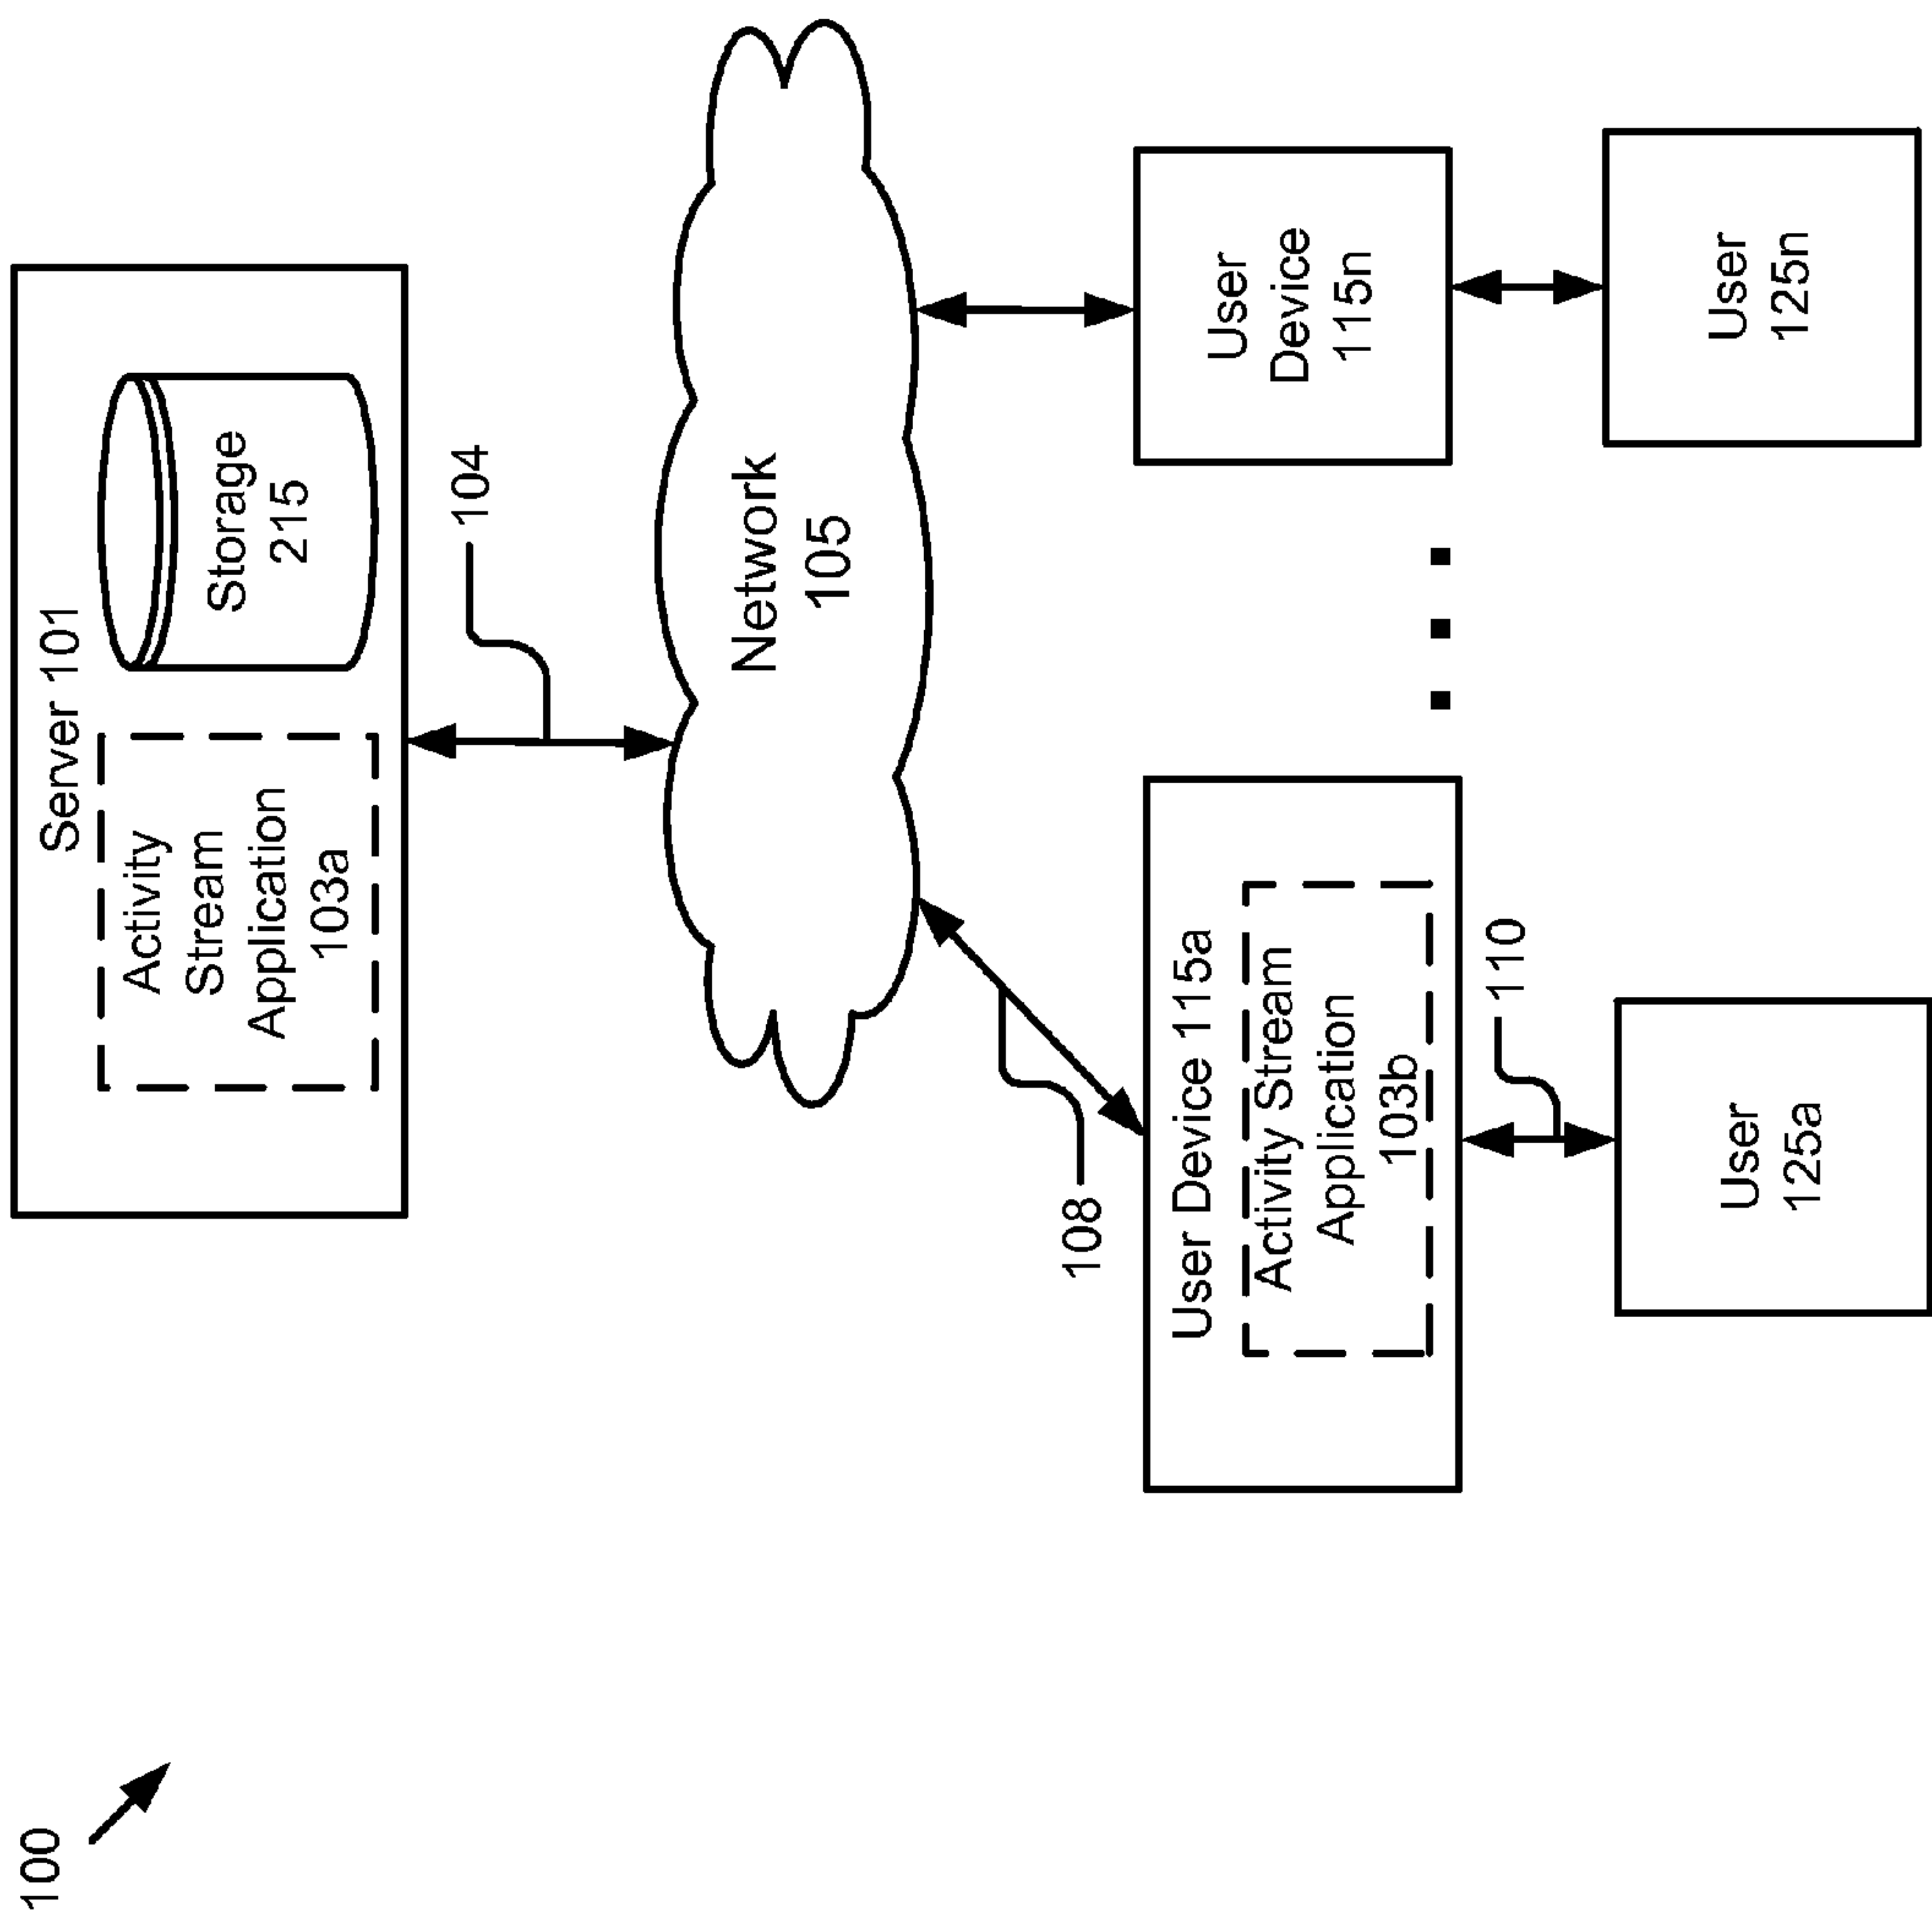 100
Server 101
Activity
Stream
Application
103a
Storage
215
104
Network
105
108
User Device 115a
Activity Stream
Application
103b
User
Device
115n
110
User
125a
User
125n